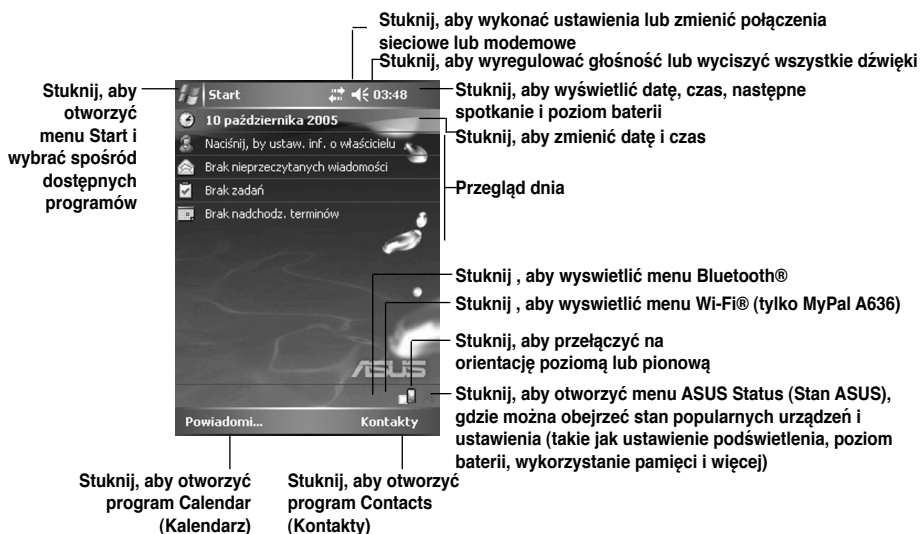 Stuknij, aby wykonać ustawienia lub zmienić połączenia
sieciowe lub modemowe
Stuknij, aby wyregulować głośność lub wyciszyć wszystkie dźwięki
Stuknij, aby
otworzyć
menu Start i
wybrać spośród
dostępnych
programów
Start
03:48
Stuknij, aby wyświetlić datę, czas, następne
spotkanie i poziom baterii
10 października 2005
Stuknij, aby zmienić datę i czas
Naciśnij, by ustaw. inf. o właścicielu
Brak nieprzeczytanych wiadomości
Brak zadań
Brak nadchodz. terminów
Przegląd dnia
Stuknij , aby wyswietlić menu Bluetooth®
Stuknij , aby wyswietlić menu Wi-Fi® (tylko MyPal A636)
Stuknij, aby przełączyć na
orientację poziomą lub pionową
ASUS
Stuknij, aby otworzyć menu ASUS Status (Stan ASUS),
gdzie można obejrzeć stan popularnych urządzeń i
ustawienia (takie jak ustawienie podświetlenia, poziom
baterii, wykorzystanie pamięci i więcej)
Powiadomi...
Kontakty
Stuknij, aby otworzyć
program Calendar
(Kalendarz)
Stuknij, aby otworzyć
program Contacts
(Kontakty)